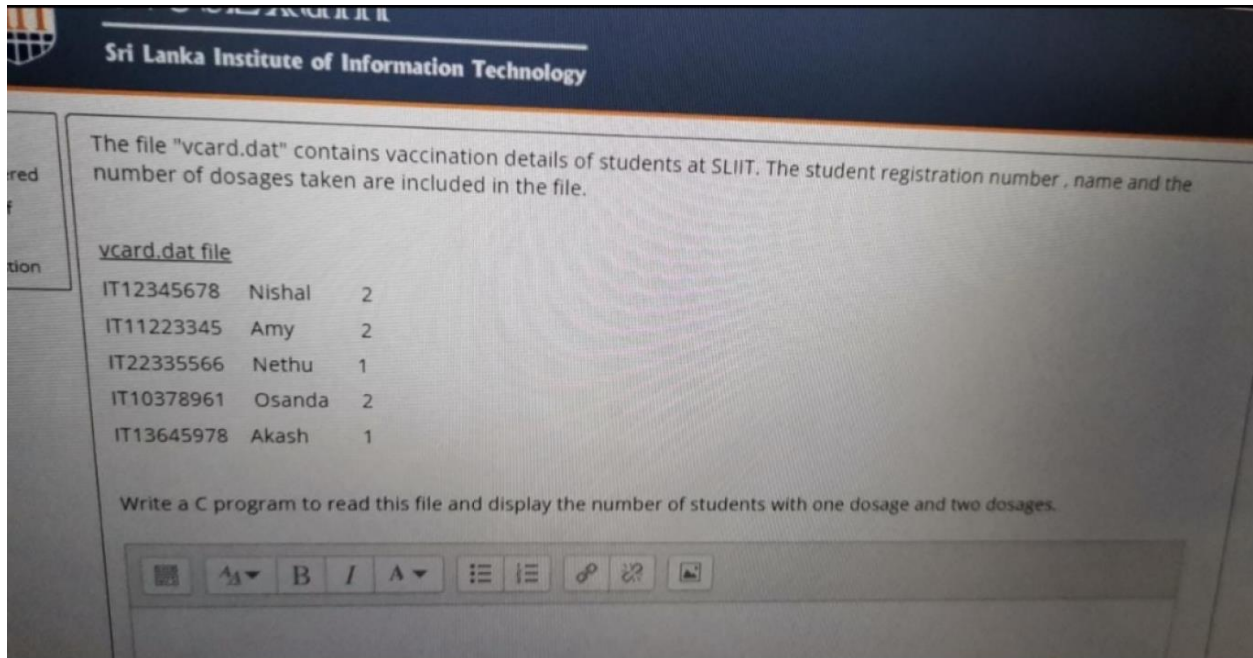 Sri Lanka Institute of Information Technology
The file "vcard.dat" contains vaccination details of students at SLIIT. The student registration number , name and the
number of dosages taken are included in the file.
vcard.dat file
IT12345678 Nishal 2
IT11223345 Amy 2
IT22335566 Nethu 1
IT10378961 Osanda 2
IT13645978 Akash 1
Write a C program to read this file and display the number of students with one dosage and two dosages.
B I A